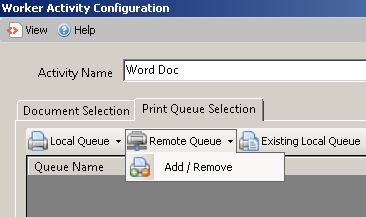 Worker Activity Configuration
View Help
Activity Name Word Doc
Document Selection Print Queue Selection
Local Queue Remote Queue Existing Local Queue
Queue Name Add / Remove